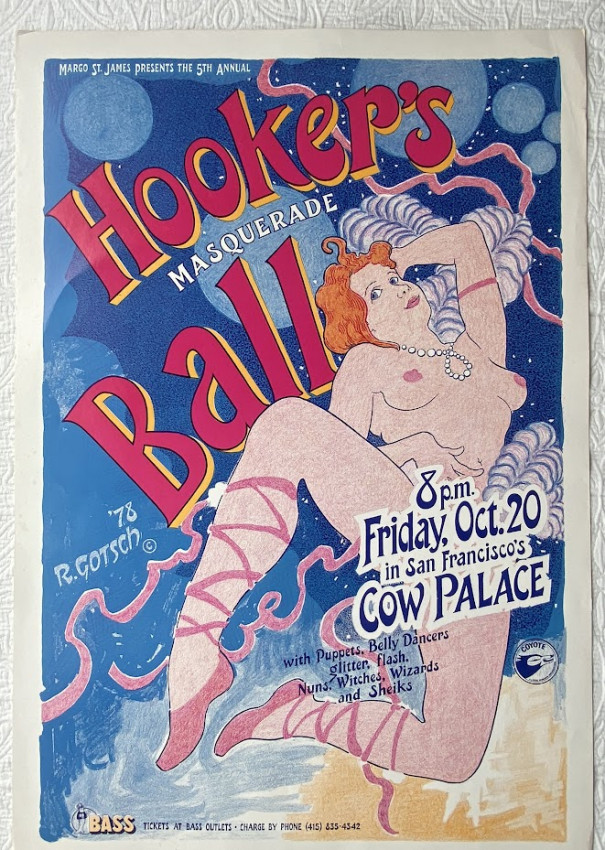 MARGO ST. JAMES PRESENTS THE 5TH ANNUAL
HOOKER'S
MASQUERADE
Ball
'78
R. GOTSCH ©
8 p.m.
Friday, Oct. 20
in San Francisco's
COW PALACE
with Puppets, Belly Dancers
glitter, flash,
Nuns, Witches, Wizards
and Sheiks
COYOTE
BASS TICKETS AT BASS OUTLETS · CHARGE BY PHONE (415) 835-4342